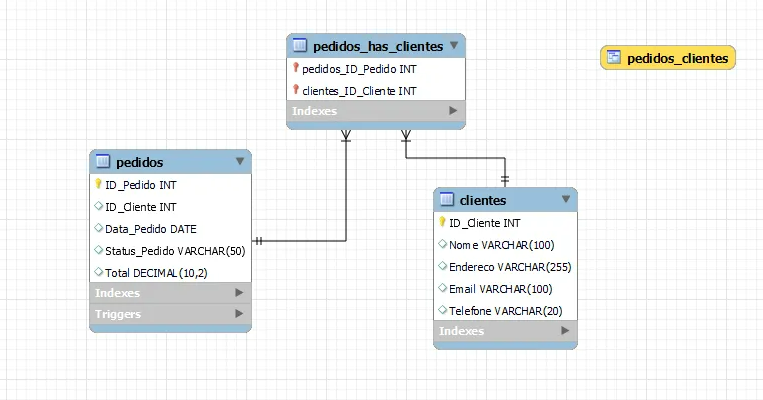 pedidos_has_clientes
pedidos_ID_Pedido INT
clientes_ID_Cliente INT
Indexes
pedidos_clientes
pedidos
ID_Pedido INT
ID_Cliente INT
Data_Pedido DATE
Status_Pedido VARCHAR(50)
Total DECIMAL(10,2)
Indexes
Triggers
clientes
ID_Cliente INT
Nome VARCHAR(100)
Endereco VARCHAR(255)
Email VARCHAR(100)
Telefone VARCHAR(20)
Indexes